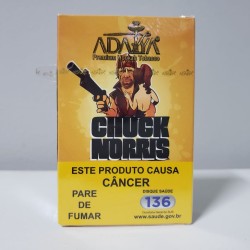 ADALYA
Premium Tobacco
CHUCK
NORRIS
ESTE PRODUTO CAUSA
CÂNCER
PARE
DE
FUMAR
DISQUE SAÚDE
136
www.saude.gov.br